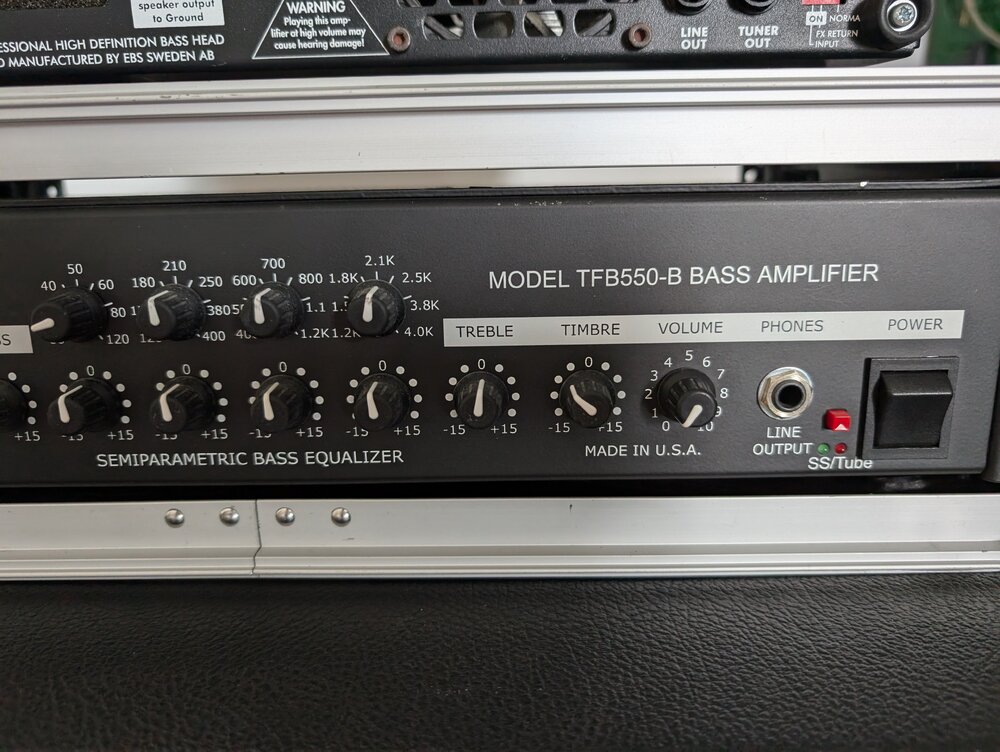 speaker output
to Ground
WARNING
Playing this amp-
lifier at high volume may
cause hearing damage!
ESSIONAL HIGH DEFINITION BASS HEAD
D MANUFACTURED BY EBS SWEDEN AB
LINE
OUT
TUNER
OUT
ON NORMA
FX RETURN
INPUT
50 210 700 2.1K
40 60 180 250 600 800 1.8K 2.5K
80 380 1.1 3.8K
120 400 1.2K 4.0K
MODEL TFB550-B BASS AMPLIFIER
TREBLE TIMBRE VOLUME PHONES POWER
0 0 0 0 0 0
+15 -15 +15 -15 +15 -15 +15 -15 +15 -15 +15 -15 +15
0 1 2 3 4 5 6 7 8 9 10
SEMIPARAMETRIC BASS EQUALIZER
MADE IN U.S.A.
LINE
OUTPUT
SS/Tube